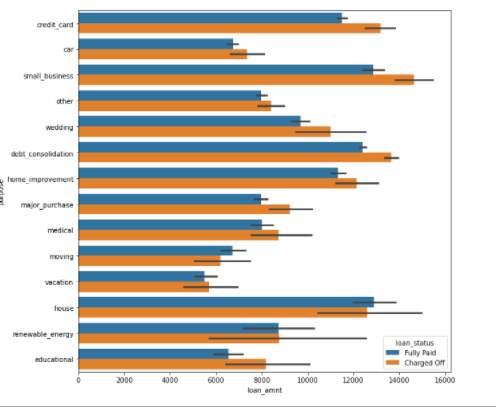 credit_card
car
small_business
other
wedding
debt_consolidation
home_improvement
major_purchase
medical
moving
vacation
house
renewable_energy
educational
purpose
loan_status
Fully Paid
Charged Off
0 2000 4000 6000 8000 10000 12000 14000 16000
loan_amnt